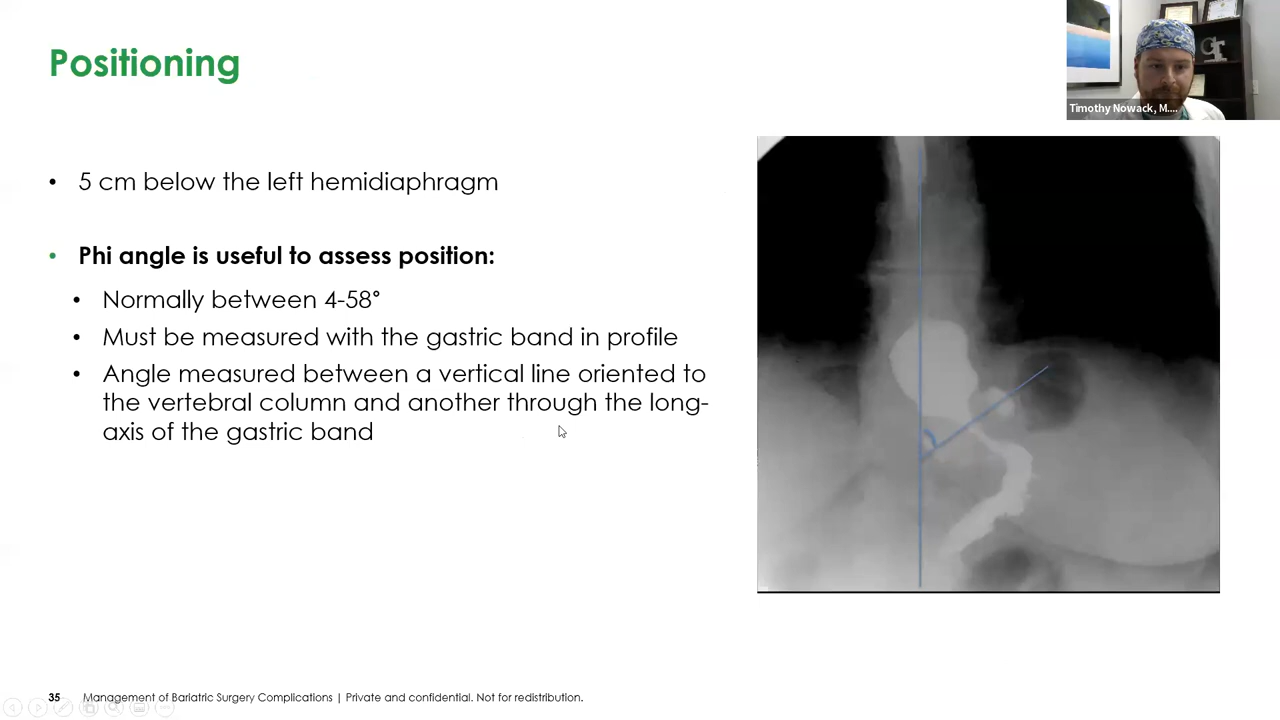 Positioning
Timothy Nowack, M....
• 5 cm below the left hemidiaphragm
• Phi angle is useful to assess position:
• Normally between 4-58°
• Must be measured with the gastric band in profile
• Angle measured between a vertical line oriented to
the vertebral column and another through the long-
axis of the gastric band
35 Management of Bariatric Surgery Complications | Private and confidential. Not for redistribution.